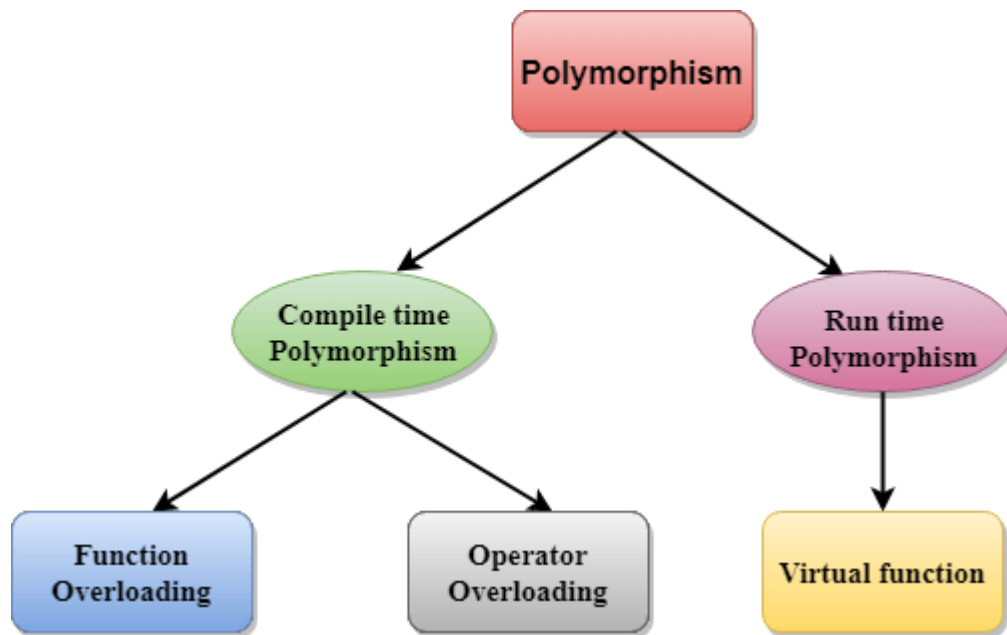 Polymorphism
Compile time
Polymorphism
Run time
Polymorphism
Function
Overloading
Operator
Overloading
Virtual function